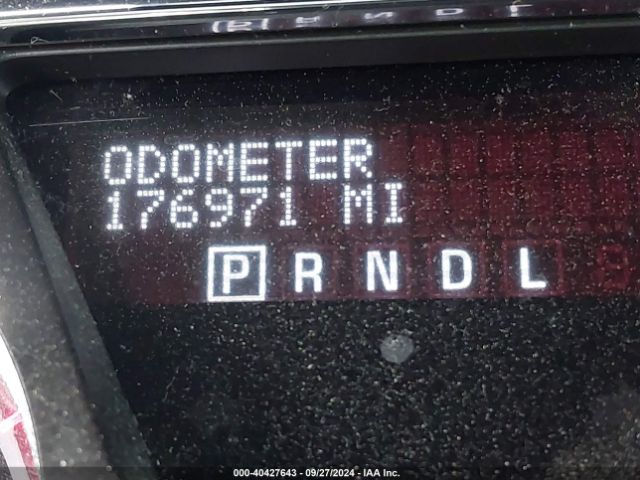 ODOMETER
176971 MI
P R N D L
000-40427643 - 09/27/2024 - IAA Inc.